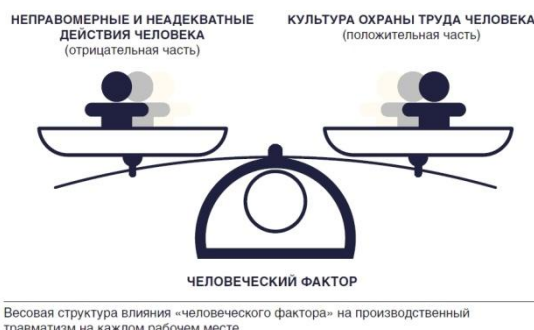 НЕПРАВОМЕРНЫЕ И НЕАДЕКВАТНЫЕ
ДЕЙСТВИЯ ЧЕЛОВЕКА
(отрицательная часть)
КУЛЬТУРА ОХРАНЫ ТРУДА ЧЕЛОВЕКА
(положительная часть)
ЧЕЛОВЕЧЕСКИЙ ФАКТОР
Весовая структура влияния «человеческого фактора» на производственный
травматизм на каждом рабочем месте